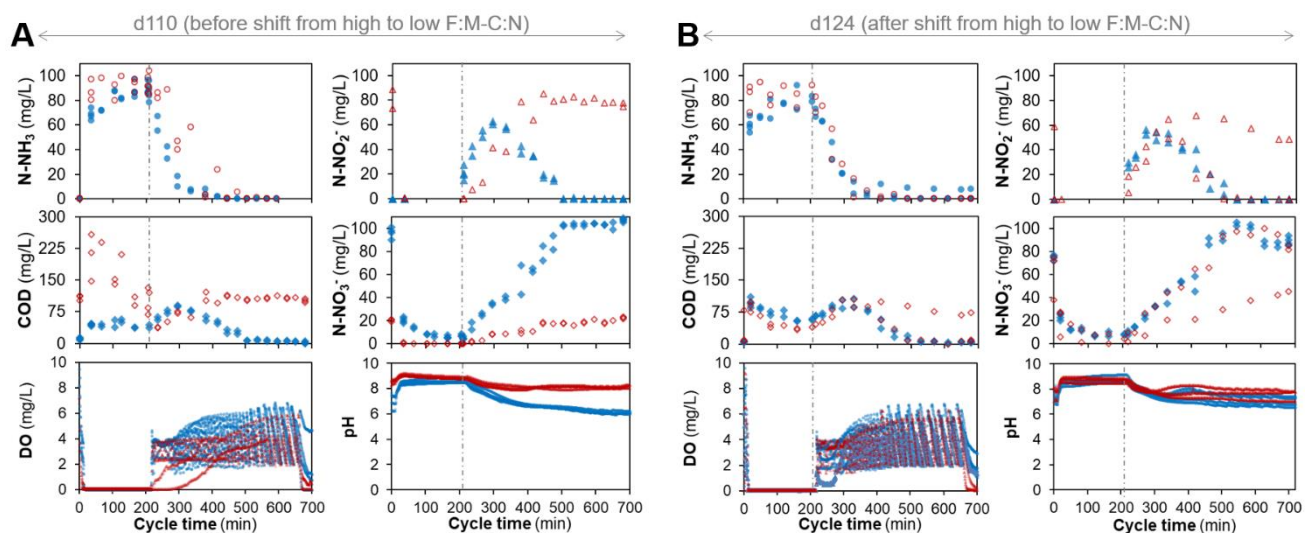 A
d110 (before shift from high to low F:M-C:N)
N-NH₃ (mg/L)
100
80
60
40
20
0
N-NO₂⁻ (mg/L)
100
80
60
40
20
0
COD (mg/L)
300
225
150
75
0
N-NO₃⁻ (mg/L)
100
80
60
40
20
0
DO (mg/L)
10
8
6
4
2
0
0 100 200 300 400 500 600 700
Cycle time (min)
pH
10
8
6
4
2
0
0 100 200 300 400 500 600 700
Cycle time (min)
B
d124 (after shift from high to low F:M-C:N)
N-NH₃ (mg/L)
100
80
60
40
20
0
N-NO₂⁻ (mg/L)
100
80
60
40
20
0
COD (mg/L)
300
225
150
75
0
N-NO₃⁻ (mg/L)
100
80
60
40
20
0
DO (mg/L)
10
8
6
4
2
0
0 100 200 300 400 500 600 700
Cycle time (min)
pH
10
8
6
4
2
0
0 100 200 300 400 500 600 700
Cycle time (min)